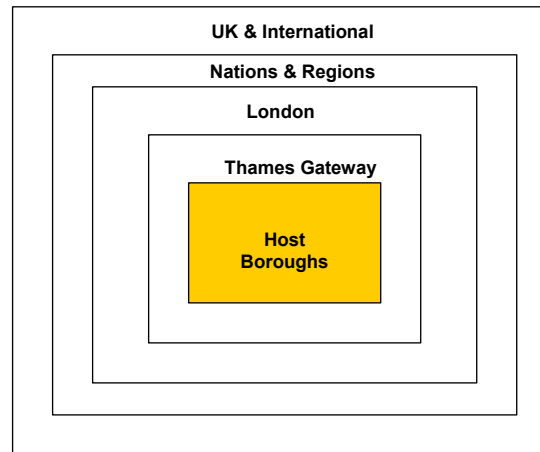 UK & International
Nations & Regions
London
Thames Gateway
Host
Boroughs